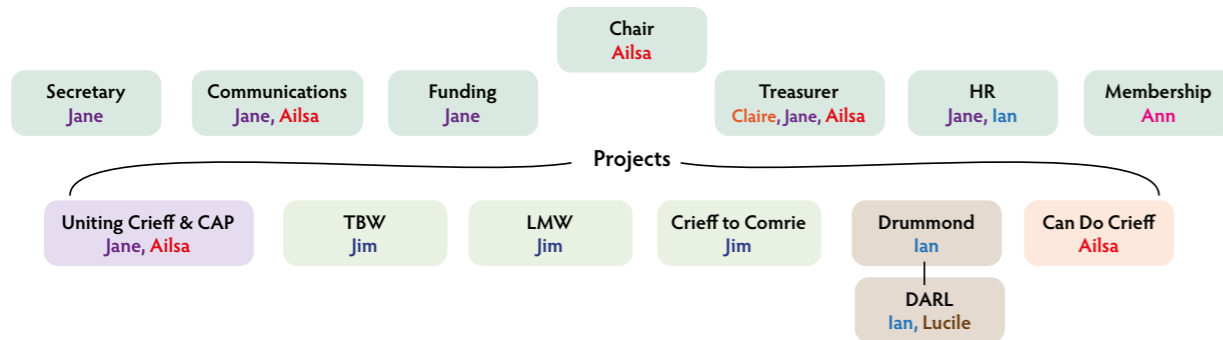 Chair
Ailsa
Secretary
Jane
Communications
Jane, Ailsa
Funding
Jane
Treasurer
Claire, Jane, Ailsa
HR
Jane, Ian
Membership
Ann
Projects
Uniting Crieff & CAP
Jane, Ailsa
TBW
Jim
LMW
Jim
Crieff to Comrie
Jim
Drummond
Ian
Can Do Crieff
Ailsa
DARL
Ian, Lucile